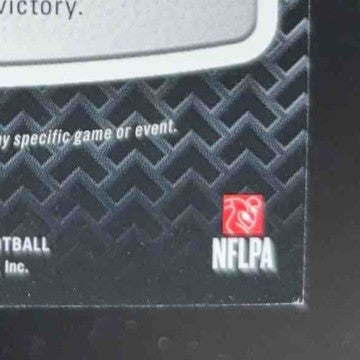 victory.
y specific game or event.
OTBALL
Inc.
NFLPA